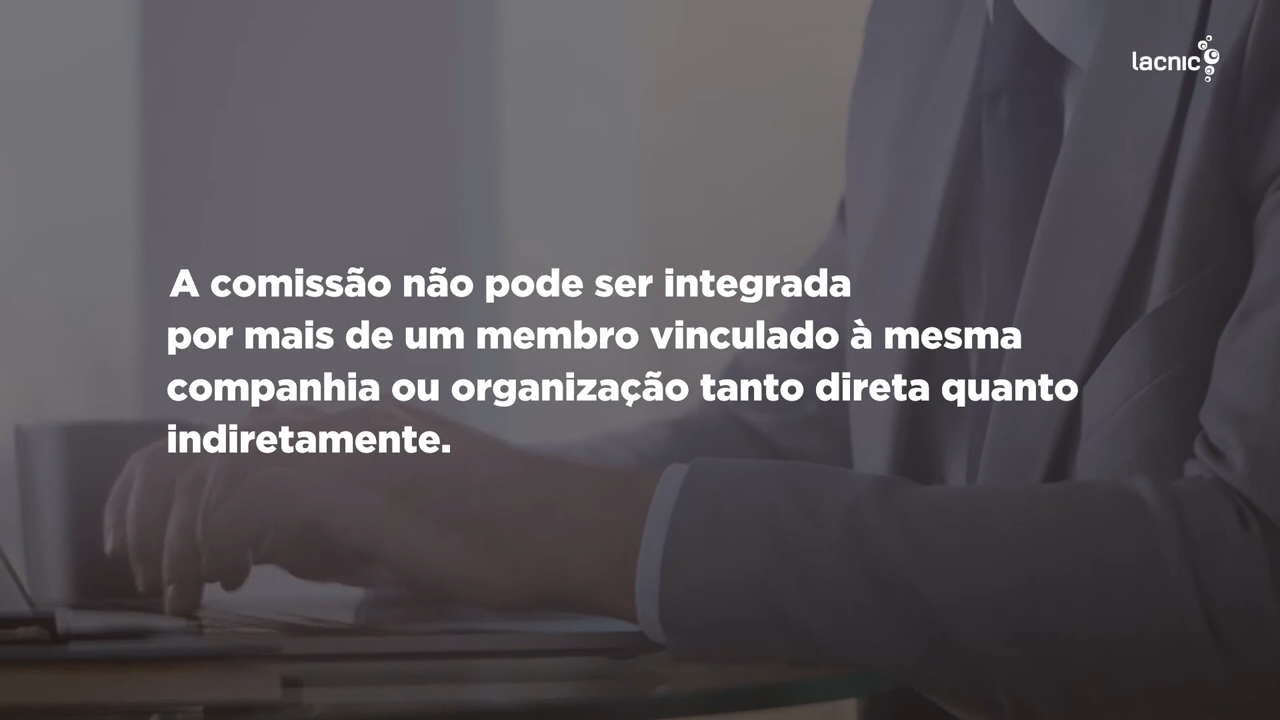 lacnic
A comissão não pode ser integrada
por mais de um membro vinculado à mesma
companhia ou organização tanto direta quanto
indiretamente.